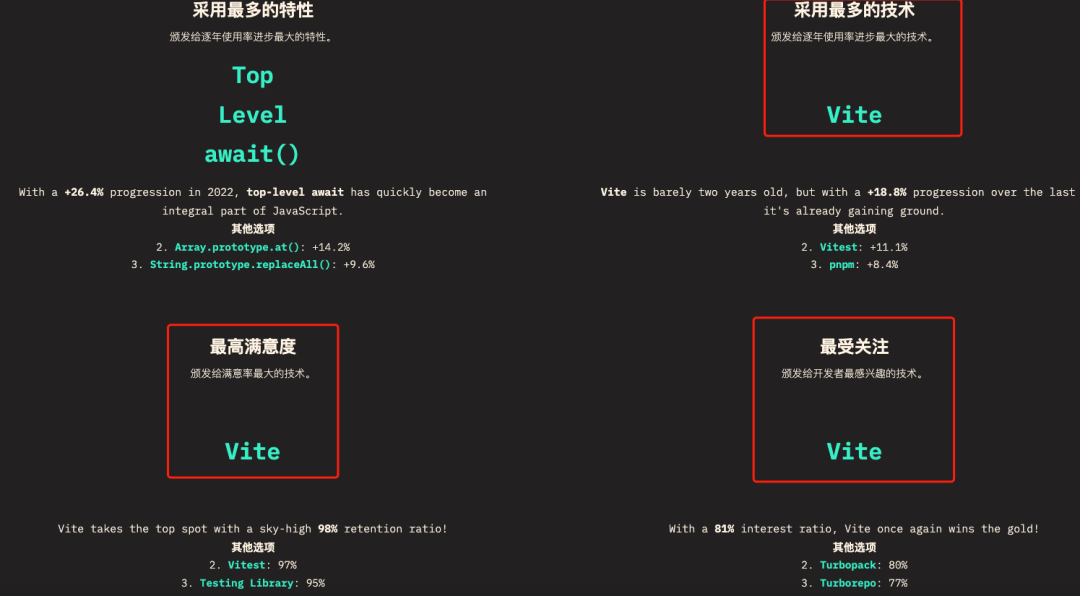 采用最多的特性
颁发给逐年使用率进步最大的特性。
Top
Level
await()
With a +26.4% progression in 2022, top-level await has quickly become an
integral part of JavaScript.
其他选项
2. Array.prototype.at(): +14.2%
3. String.prototype.replaceAll(): +9.6%
采用最多的技术
颁发给逐年使用率进步最大的技术。
Vite
Vite is barely two years old, but with a +18.8% progression over the last
it's already gaining ground.
其他选项
2. Vitest: +11.1%
3. pnpm: +8.4%
最高满意度
颁发给满意率最大的技术。
Vite
Vite takes the top spot with a sky-high 98% retention ratio!
其他选项
2. Vitest: 97%
3. Testing Library: 95%
最受关注
颁发给开发者最感兴趣的技术。
Vite
With a 81% interest ratio, Vite once again wins the gold!
其他选项
2. Turbopack: 80%
3. Turborepo: 77%